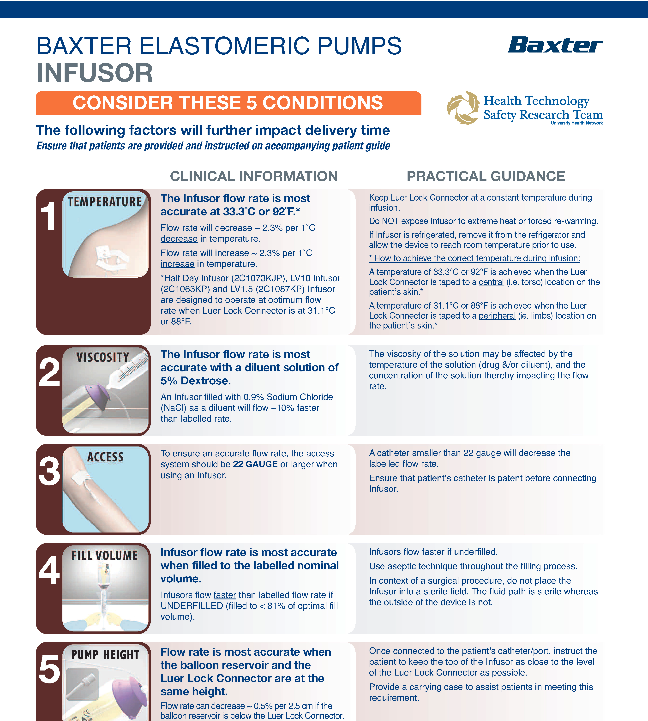 BAXTER ELASTOMERIC PUMPS
INFUSOR
Baxter
CONSIDER THESE 5 CONDITIONS
Health Technology
Safety Research Team
University Health Network
The following factors will further impact delivery time
Ensure that patients are provided and instructed on accompanying patient guide
CLINICAL INFORMATION
PRACTICAL GUIDANCE
1
TEMPERATURE
The Infusor flow rate is most
accurate at 33.3°C or 92°F.*
Flow rate will decrease ~ 2.3% per 1°C
decrease in temperature.
Flow rate will increase ~ 2.3% per 1°C
increase in temperature.
*Half Day Infusor (2C1073KJP), LV10 Infusor
(2C1063KP) and LV1.5 (2C1087KP) Infusor
are designed to operate at optimum flow
rate when Luer Lock Connector is at 31.1°C
or 88°F.
Keep Luer Lock Connector at a constant temperature during
infusion.
Do NOT expose Infusor to extreme heat or forced re-warming.
If Infusor is refrigerated, remove it from the refrigerator and
allow the device to reach room temperature prior to use.
* How to achieve the correct temperature during infusion:
A temperature of 33.3°C or 92°F is achieved when the Luer
Lock Connector is taped to a central (i.e. torso) location on the
patient's skin.*
A temperature of 31.1°C or 88°F is achieved when the Luer
Lock Connector is taped to a peripheral (ie. limbs) location on
the patient's skin.*
2
VISCOSITY
The Infusor flow rate is most
accurate with a diluent solution of
5% Dextrose.
An Infusor filled with 0.9% Sodium Chloride
(NaCl) as a diluent will flow ~10% faster
than labelled rate.
The viscosity of the solution may be affected by the
temperature of the solution (drug &/or diluent), and the
concentration of the solution thereby impacting the flow
rate.
3
ACCESS
To ensure an accurate flow rate, the access
system should be 22 GAUGE or larger when
using an Infusor.
A catheter smaller than 22 gauge will decrease the
labelled flow rate.
Ensure that patient's catheter is patent before connecting
Infusor.
4
FILL VOLUME
Infusor flow rate is most accurate
when filled to the labelled nominal
volume.
Infusors flow faster than labelled flow rate if
UNDERFILLED (filled to < 81% of optimal fill
volume).
Infusors flow faster if underfilled.
Use aseptic technique throughout the filling process.
In context of a surgical procedure, do not place the
Infusor into a sterile field. The fluid path is sterile whereas
the outside of the device is not.
5
PUMP HEIGHT
Flow rate is most accurate when
the balloon reservoir and the
Luer Lock Connector are at the
same height.
Flow rate can decrease ~ 0.5% per 2.5 cm if the
balloon reservoir is below the Luer Lock Connector.
Once connected to the patient's catheter/port, instruct the
patient to keep the top of the Infusor as close to the level
of the Luer Lock Connector as possible.
Provide a carrying case to assist patients in meeting this
requirement.